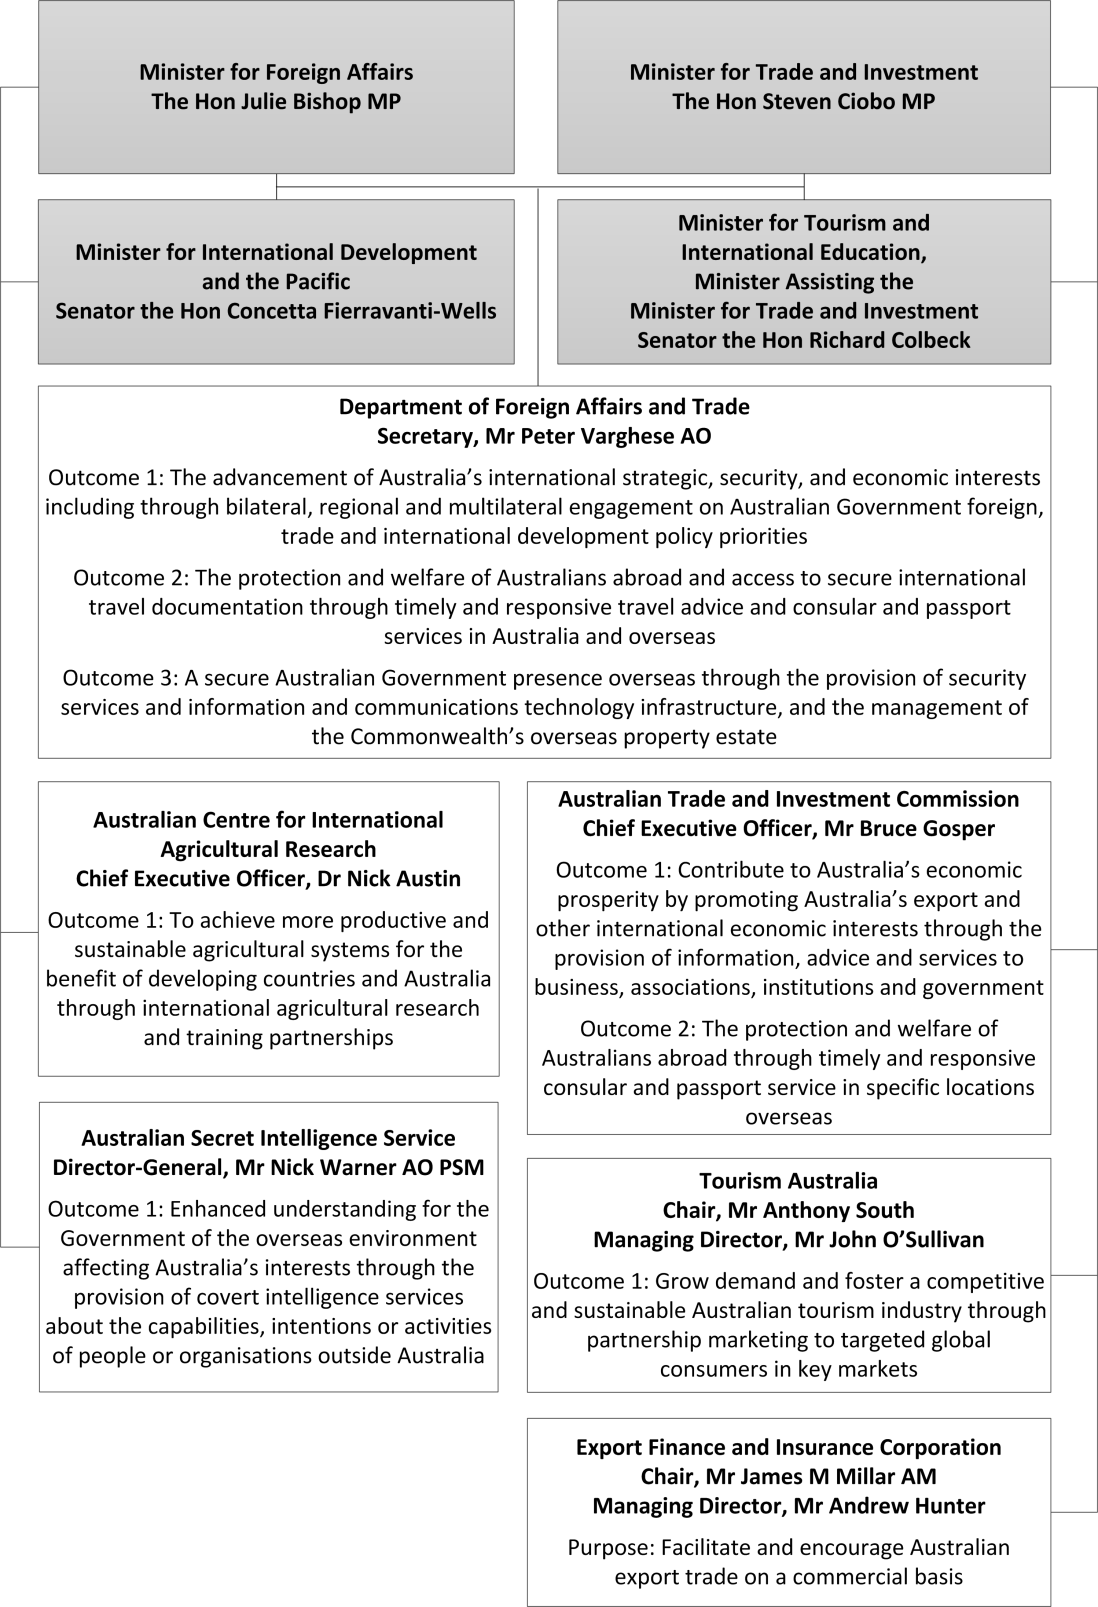 Minister for Foreign Affairs
The Hon Julie Bishop MP
Minister for Trade and Investment
The Hon Steven Ciobo MP
Minister for International Development
and the Pacific
Senator the Hon Concetta Fierravanti-Wells
Minister for Tourism and
International Education,
Minister Assisting the
Minister for Trade and Investment
Senator the Hon Richard Colbeck
Department of Foreign Affairs and Trade
Secretary, Mr Peter Varghese AO
Outcome 1: The advancement of Australia’s international strategic, security, and economic interests
including through bilateral, regional and multilateral engagement on Australian Government foreign,
trade and international development policy priorities
Outcome 2: The protection and welfare of Australians abroad and access to secure international
travel documentation through timely and responsive travel advice and consular and passport
services in Australia and overseas
Outcome 3: A secure Australian Government presence overseas through the provision of security
services and information and communications technology infrastructure, and the management of
the Commonwealth’s overseas property estate
Australian Centre for International
Agricultural Research
Chief Executive Officer, Dr Nick Austin
Outcome 1: To achieve more productive and
sustainable agricultural systems for the
benefit of developing countries and Australia
through international agricultural research
and training partnerships
Australian Trade and Investment Commission
Chief Executive Officer, Mr Bruce Gosper
Outcome 1: Contribute to Australia’s economic
prosperity by promoting Australia’s export and
other international economic interests through the
provision of information, advice and services to
business, associations, institutions and government
Outcome 2: The protection and welfare of
Australians abroad through timely and responsive
consular and passport service in specific locations
overseas
Australian Secret Intelligence Service
Director-General, Mr Nick Warner AO PSM
Outcome 1: Enhanced understanding for the
Government of the overseas environment
affecting Australia’s interests through the
provision of covert intelligence services
about the capabilities, intentions or activities
of people or organisations outside Australia
Tourism Australia
Chair, Mr Anthony South
Managing Director, Mr John O’Sullivan
Outcome 1: Grow demand and foster a competitive
and sustainable Australian tourism industry through
partnership marketing to targeted global
consumers in key markets
Export Finance and Insurance Corporation
Chair, Mr James M Millar AM
Managing Director, Mr Andrew Hunter
Purpose: Facilitate and encourage Australian
export trade on a commercial basis